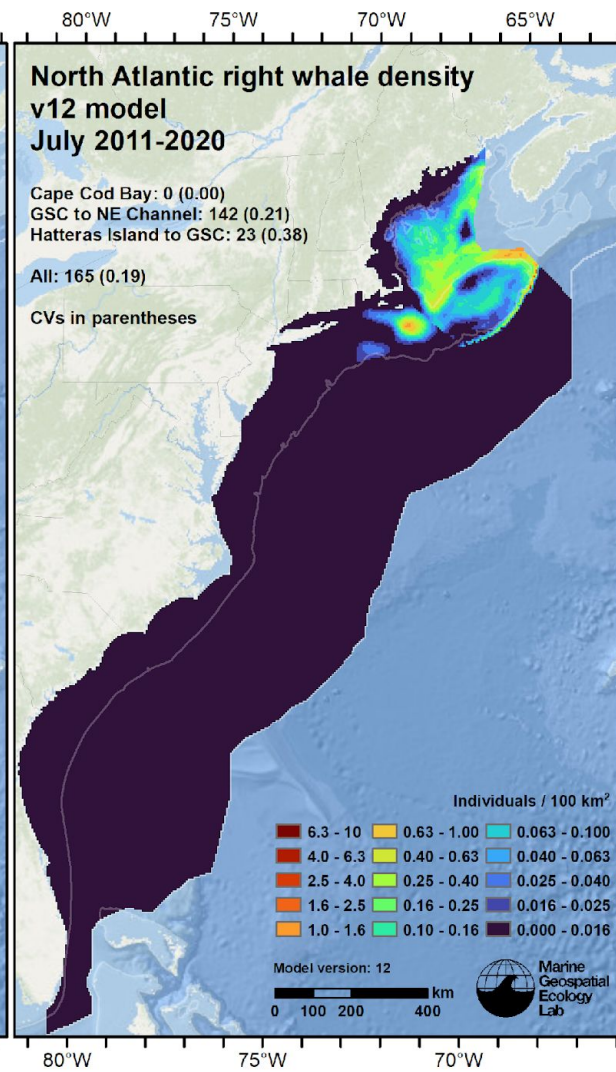 80°W 75°W 70°W 65°W
North Atlantic right whale density
v12 model
July 2011-2020
Cape Cod Bay: 0 (0.00)
GSC to NE Channel: 142 (0.21)
Hatteras Island to GSC: 23 (0.38)
All: 165 (0.19)
CVs in parentheses
Individuals / 100 km²
6.3 - 10 0.63 - 1.00 0.063 - 0.100
4.0 - 6.3 0.40 - 0.63 0.040 - 0.063
2.5 - 4.0 0.25 - 0.40 0.025 - 0.040
1.6 - 2.5 0.16 - 0.25 0.016 - 0.025
1.0 - 1.6 0.10 - 0.16 0.000 - 0.016
Model version: 12
km
0 100 200 400
Marine
Geospatial
Ecology
Lab
80°W 75°W 70°W